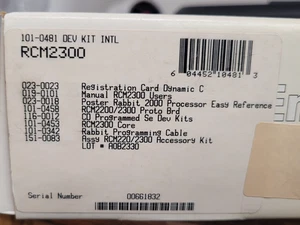 101-0481 DEV KIT INTL
RCM2300
6 04452 10481 3
023-0023 Registration Card Dynamic C
019-0101 Manual RCM2300 Users
023-0018 Poster Rabbit 2000 Processor Easy Reference
101-0458 RCM2200/2300 Proto Brd
116-0012 CD Programmed Se Dev Kits
101-0453 RCM2300 Core
101-0342 Rabbit Programming Cable
151-0083 Assy RCM220/2300 Accessory Kit
LOT # A0B2330
Serial Number 00661832